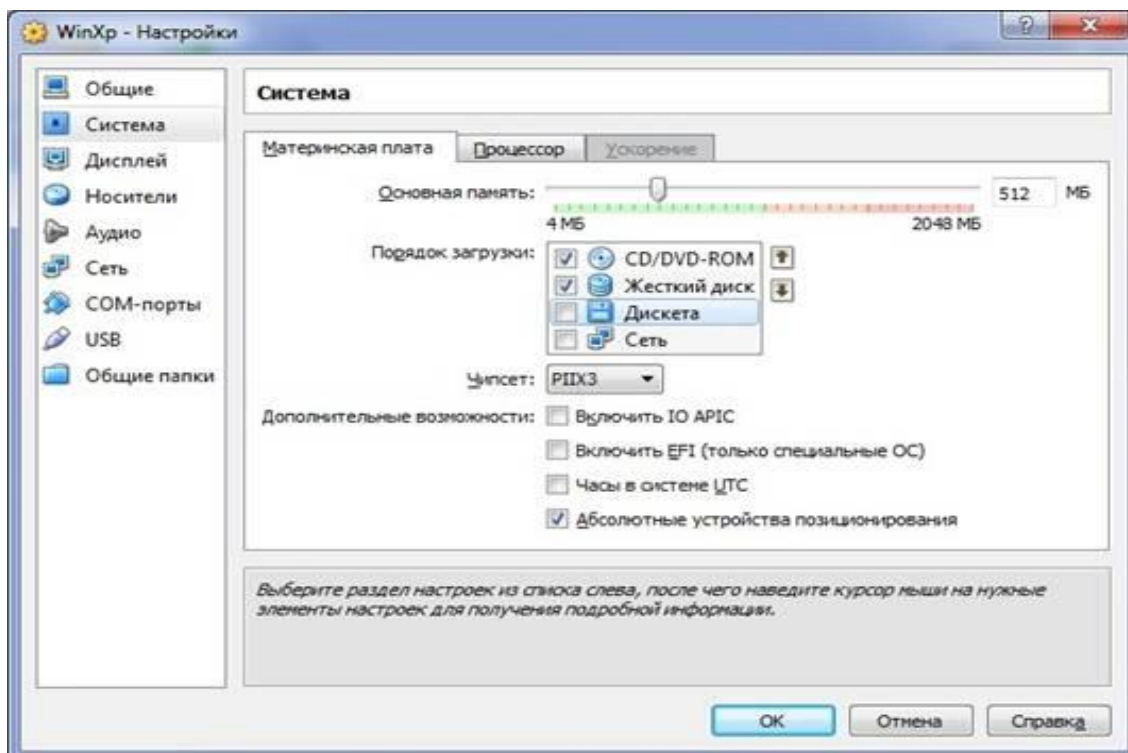 WinXp - Настройки
Общие
Система
Дисплей
Носители
Аудио
Сеть
COM-порты
USB
Общие папки
Система
Материнская плата Процессор Ускорение
Основная память: 512 МБ
4 МБ 2048 МБ
Порядок загрузки: CD/DVD-ROM
Жесткий диск
Дискета
Сеть
Чипсет: PIIX3
Дополнительные возможности: Включить IO APIC
Включить EFI (только специальные ОС)
Часы в системе UTC
Абсолютные устройства позиционирования
Выберите раздел настроек из списка слева, после чего наведите курсор мыши на нужные
элементы настроек для получения подробной информации.
OK Отмена Справка